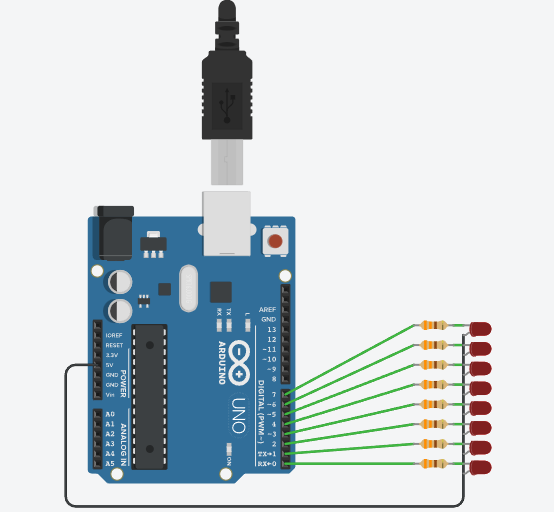 RX
TX
L
AREF
GND
13
12
~11
~10
~9
8
7
~6
~5
4
~3
2
TX→1
RX←0
DIGITAL (PWM~)
ARDUINO
UNO
ON
IOREF
RESET
3.3V
5V
GND
GND
Vin
POWER
A0
A1
A2
A3
A4
A5
ANALOG IN